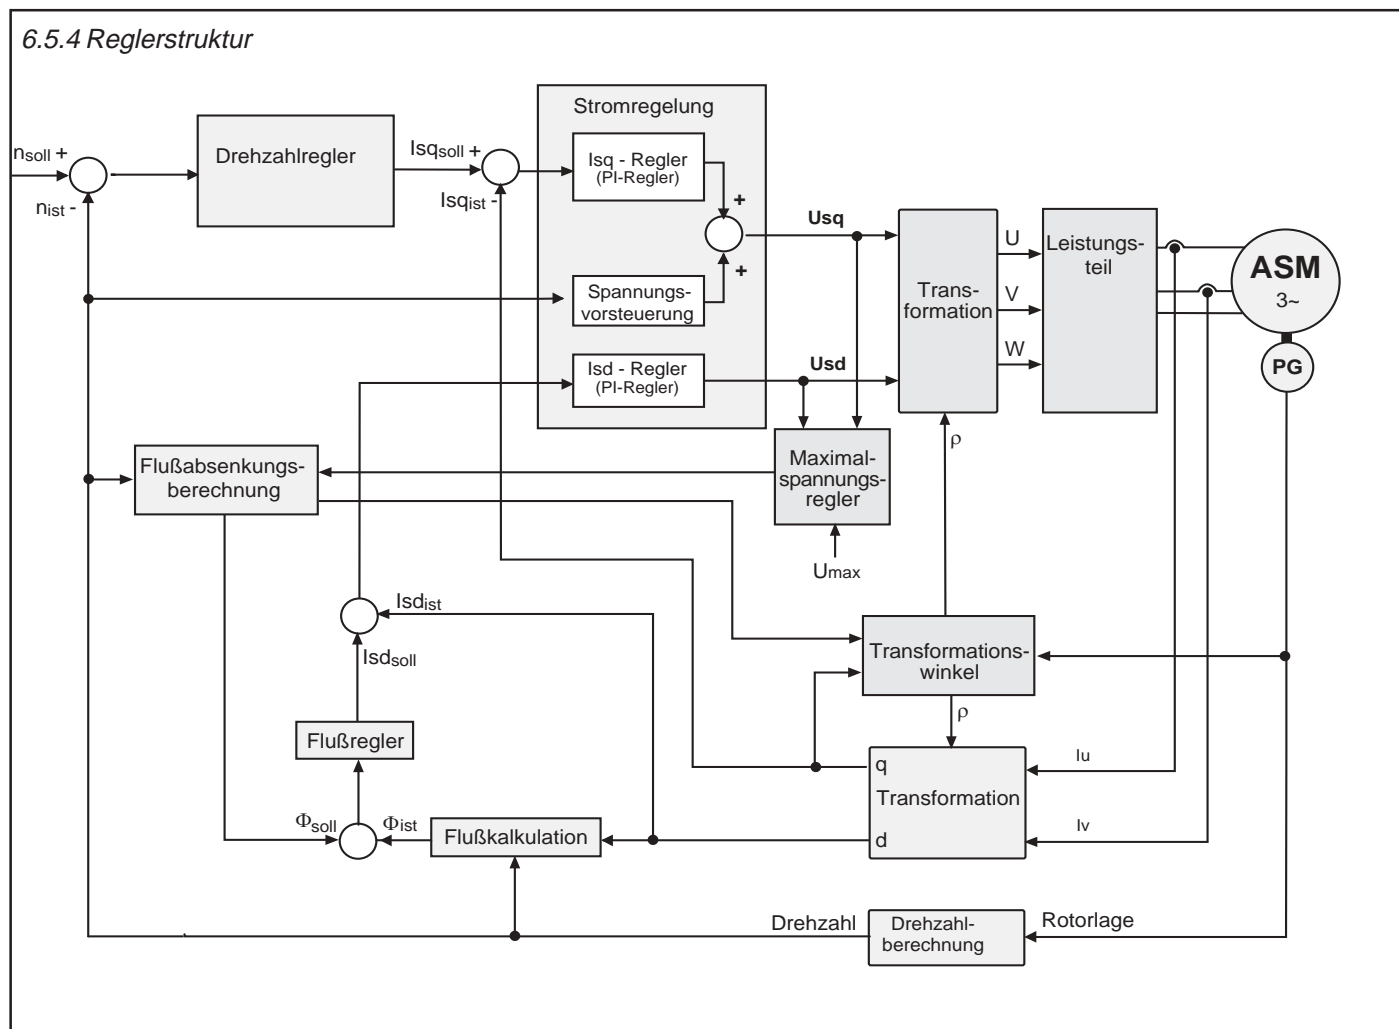 6.5.4 Reglerstruktur
Stromregelung
nsoll +
Drehzahlregler
Isqsoll +
Isq - Regler
(PI-Regler)
nist -
Isqist -
+
Usq
U
Leistungs-
teil
ASM
3~
+
Spannungs-
vorsteuerung
Trans-
formation
V
W
Isd - Regler
(PI-Regler)
Usd
PG
ρ
Flußabsenkungs-
berechnung
Maximal-
spannungs-
regler
Umax
Isdist
Isdsoll
Transformations-
winkel
ρ
Flußregler
q
Iu
Transformation
Φsoll
Φist
Flußkalkulation
d
Iv
Drehzahl
Drehzahl-
berechnung
Rotorlage